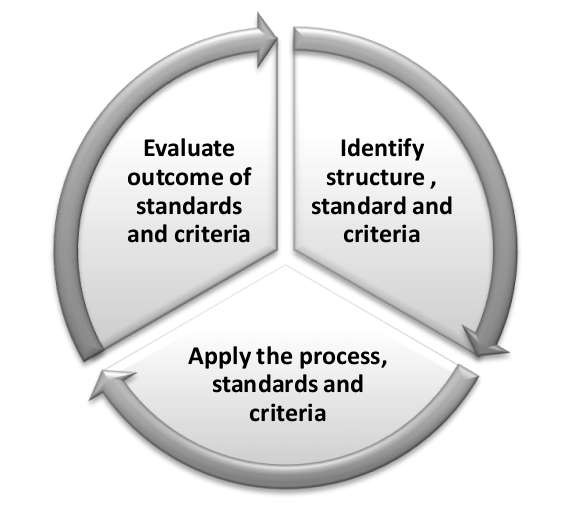 Evaluate
outcome of
standards
and criteria
Identify
structure ,
standard and
criteria
Apply the process,
standards and
criteria